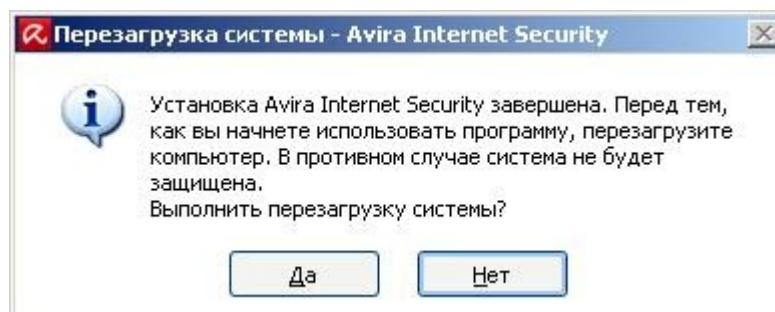 Перезагрузка системы - Avira Internet Security
Установка Avira Internet Security завершена. Перед тем,
как вы начнете использовать программу, перезагрузите
компьютер. В противном случае система не будет
защищена.
Выполнить перезагрузку системы?
Да
Нет